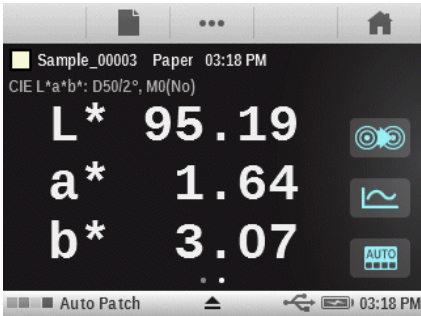 Sample_00003 Paper 03:18 PM
CIE L*a*b*: D50/2°, M0(No)
L* 95.19
a* 1.64
b* 3.07
AUTO
Auto Patch 03:18 PM